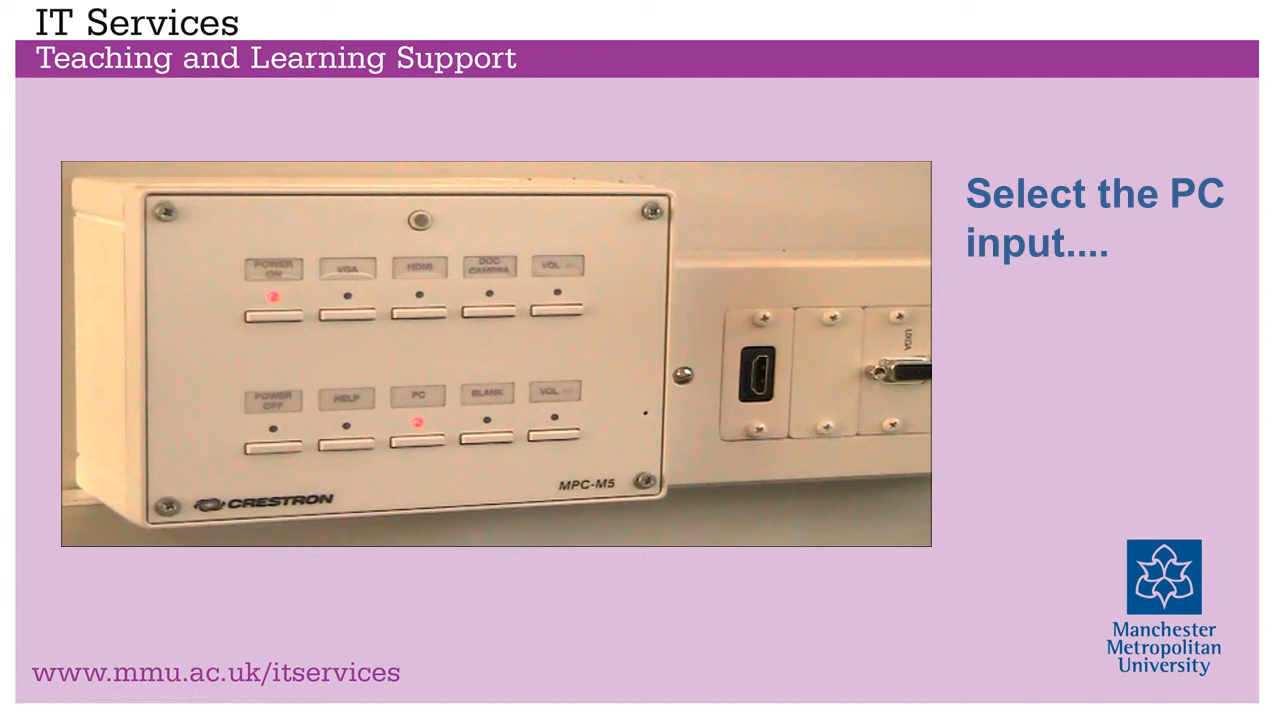 IT Services
Teaching and Learning Support
Select the PC
input....
POWER
ON
VGA
HDMI
DOC
CAMERA
VOL
UXGA
POWER
OFF
HELP
PC
BLANK
VOL
MPC-M5
CRESTRON
Manchester
Metropolitan
University
www.mmu.ac.uk/itservices